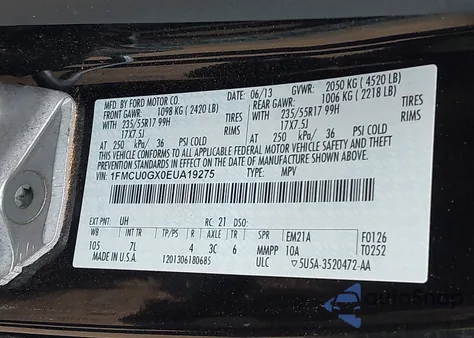 MFD. BY FORD MOTOR CO.
DATE: 06/13 GVWR: 2050 KG (4520 LB)
FRONT GAWR: 1098 KG (2420 LB) REAR GAWR: 1006 KG (2218 LB)
WITH 235/55R17 99H TIRES WITH 235/55R17 99H TIRES
17X7.5J RIMS 17X7.5J RIMS
AT 250 kPa/ 36 PSI COLD AT 250 kPa/ 36 PSI COLD
THIS VEHICLE CONFORMS TO ALL APPLICABLE FEDERAL MOTOR VEHICLE SAFETY AND THEFT
PREVENTION STANDARDS IN EFFECT ON THE DATE OF MANUFACTURE SHOWN ABOVE.
VIN: 1FMCU0GX0EUA19275 TYPE: MPV
EXT PNT: UH RC: 21 DSO:
WB INT TR TP/PS R AXLE TR SPR EM21A F0126
105 7L 4 3C 6 MMPP 10A T0252
MADE IN U.S.A. 1201306180685 ULC 5U5A-3520472-AA
AutoSnap